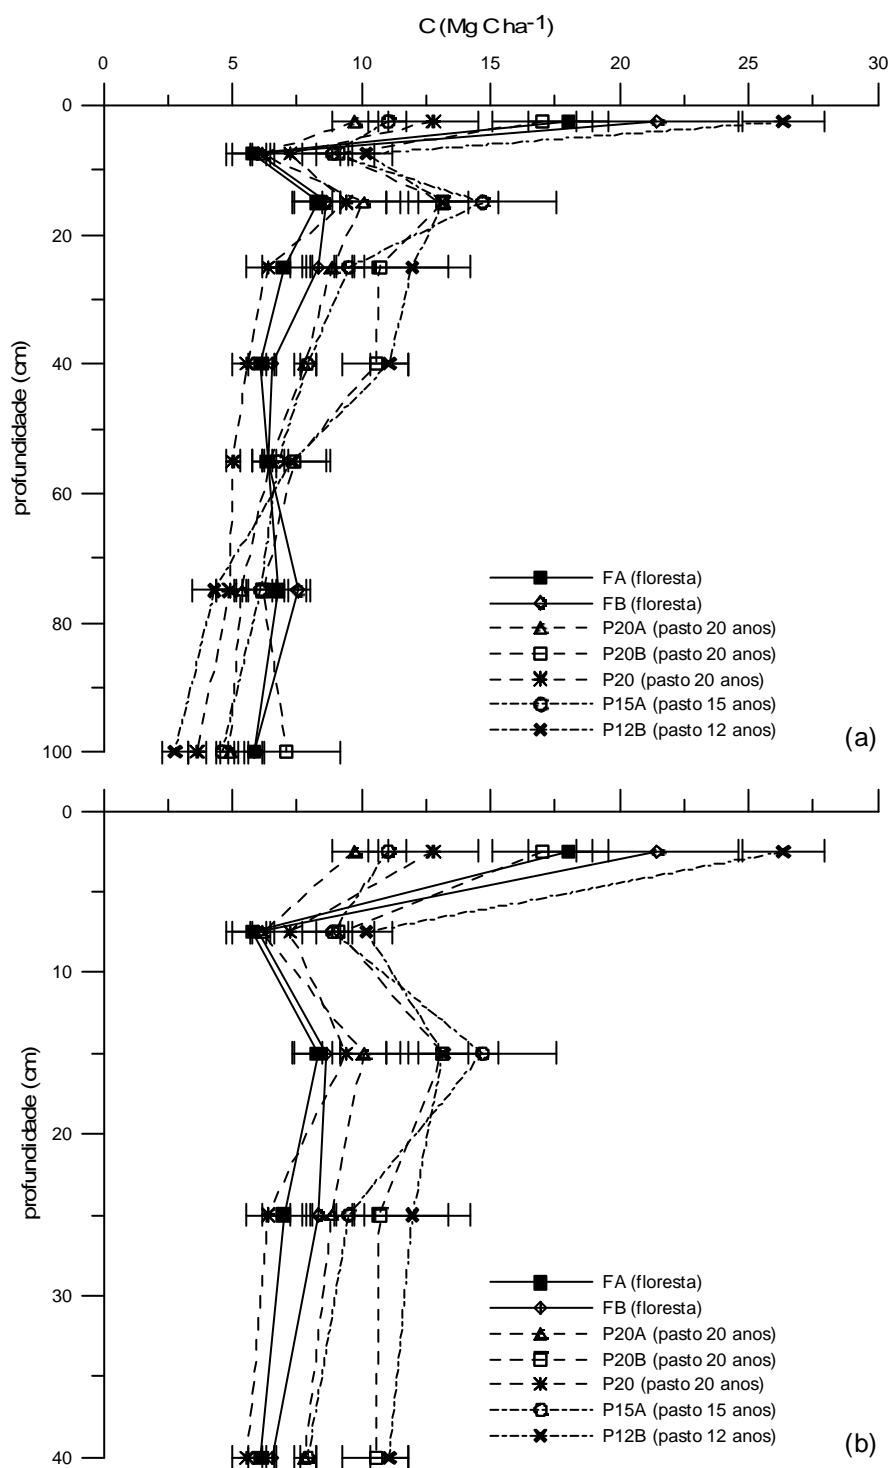 C (Mg C ha-1)
0 5 10 15 20 25 30
0
20
40
60
80
100
profundidade (cm)
FA (floresta)
FB (floresta)
P20A (pasto 20 anos)
P20B (pasto 20 anos)
P20 (pasto 20 anos)
P15A (pasto 15 anos)
P12B (pasto 12 anos)
(a)
0
10
20
30
40
profundidade (cm)
FA (floresta)
FB (floresta)
P20A (pasto 20 anos)
P20B (pasto 20 anos)
P20 (pasto 20 anos)
P15A (pasto 15 anos)
P12B (pasto 12 anos)
(b)